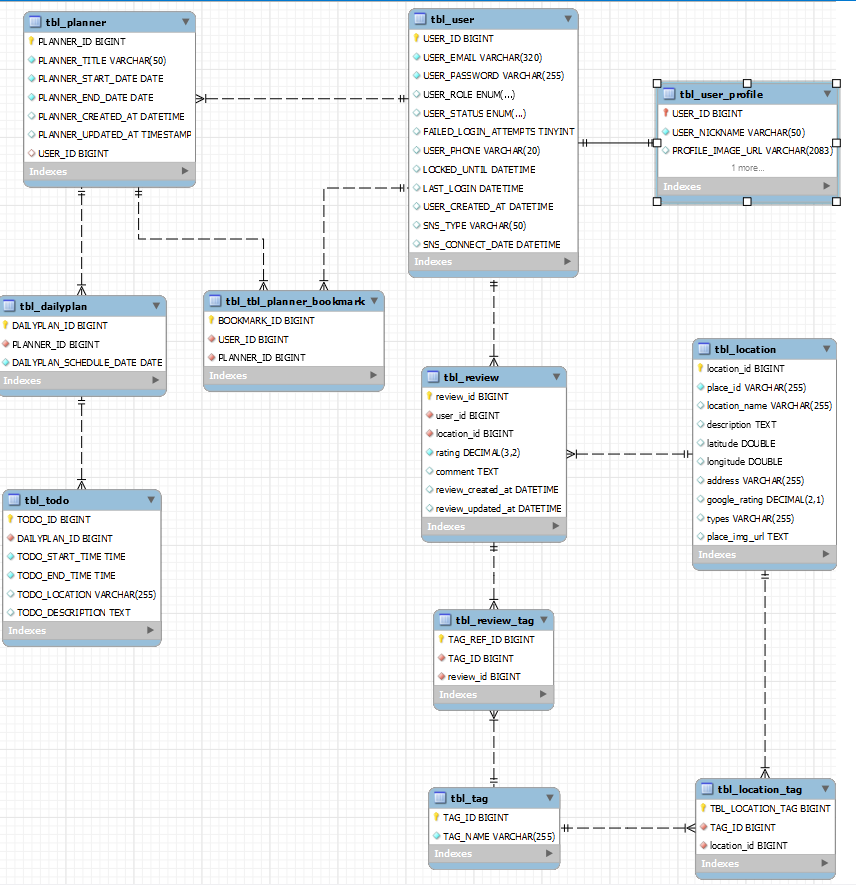 tbl_planner
PLANNER_ID BIGINT
PLANNER_TITLE VARCHAR(50)
PLANNER_START_DATE DATE
PLANNER_END_DATE DATE
PLANNER_CREATED_AT DATETIME
PLANNER_UPDATED_AT TIMESTAMP
USER_ID BIGINT
Indexes
tbl_user
USER_ID BIGINT
USER_EMAIL VARCHAR(320)
USER_PASSWORD VARCHAR(255)
USER_ROLE ENUM(...)
USER_STATUS ENUM(...)
FAILED_LOGIN_ATTEMPTS TINYINT
USER_PHONE VARCHAR(20)
LOCKED_UNTIL DATETIME
LAST_LOGIN DATETIME
USER_CREATED_AT DATETIME
SNS_TYPE VARCHAR(50)
SNS_CONNECT_DATE DATETIME
Indexes
tbl_user_profile
USER_ID BIGINT
USER_NICKNAME VARCHAR(50)
PROFILE_IMAGE_URL VARCHAR(2083)
1 more...
Indexes
tbl_dailyplan
DAILYPLAN_ID BIGINT
PLANNER_ID BIGINT
DAILYPLAN_SCHEDULE_DATE DATE
Indexes
tbl_tbl_planner_bookmark
BOOKMARK_ID BIGINT
USER_ID BIGINT
PLANNER_ID BIGINT
Indexes
tbl_review
review_id BIGINT
user_id BIGINT
location_id BIGINT
rating DECIMAL(3,2)
comment TEXT
review_created_at DATETIME
review_updated_at DATETIME
Indexes
tbl_location
location_id BIGINT
place_id VARCHAR(255)
location_name VARCHAR(255)
description TEXT
latitude DOUBLE
longitude DOUBLE
address VARCHAR(255)
google_rating DECIMAL(2,1)
types VARCHAR(255)
place_img_url TEXT
Indexes
tbl_todo
TODO_ID BIGINT
DAILYPLAN_ID BIGINT
TODO_START_TIME TIME
TODO_END_TIME TIME
TODO_LOCATION VARCHAR(255)
TODO_DESCRIPTION TEXT
Indexes
tbl_review_tag
TAG_REF_ID BIGINT
TAG_ID BIGINT
review_id BIGINT
Indexes
tbl_tag
TAG_ID BIGINT
TAG_NAME VARCHAR(255)
Indexes
tbl_location_tag
TBL_LOCATION_TAG BIGINT
TAG_ID BIGINT
location_id BIGINT
Indexes